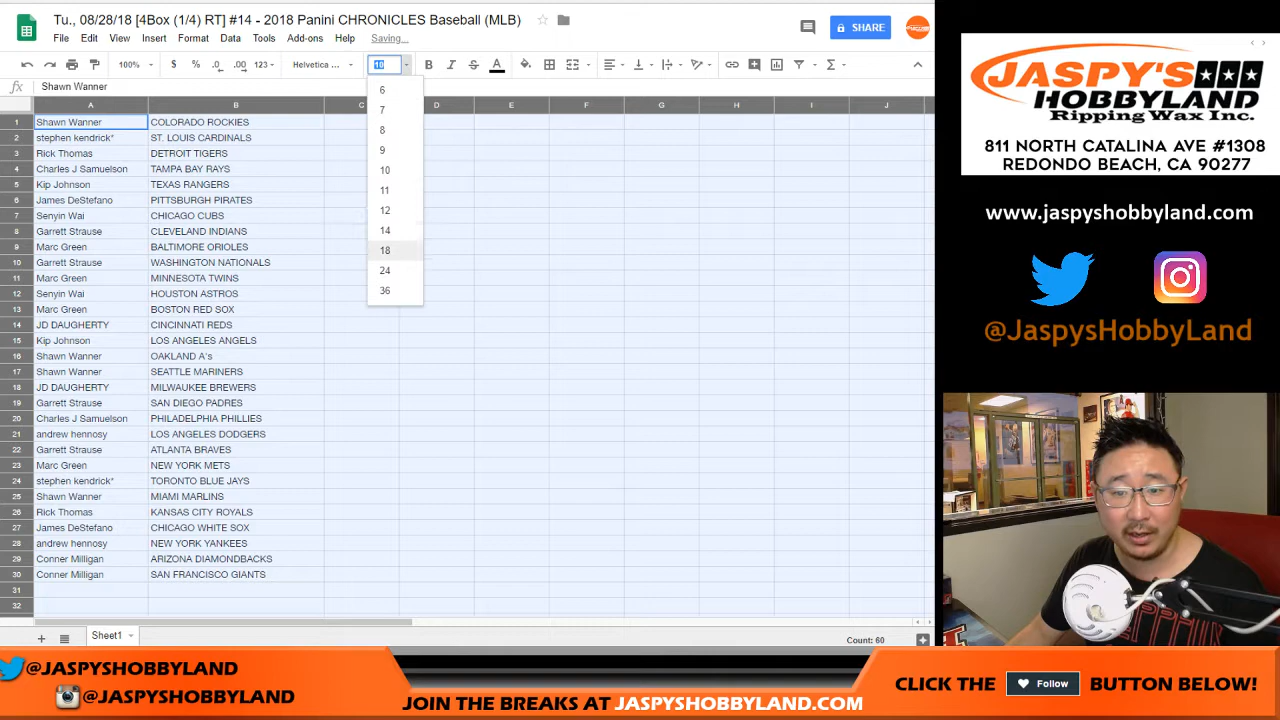 Tu., 08/28/18 [4Box (1/4) RT] #14 - 2018 Panini CHRONICLES Baseball (MLB)
File Edit View Insert Format Data Tools Add-ons Help Saving...
SHARE
100% $ % .0 .00 123 Helvetica ... 10 B I S A
fx Shawn Wanner
A B C D E F G H I J
1 Shawn Wanner COLORADO ROCKIES
2 stephen kendrick* ST. LOUIS CARDINALS
3 Rick Thomas DETROIT TIGERS
4 Charles J Samuelson TAMPA BAY RAYS
5 Kip Johnson TEXAS RANGERS
6 James DeStefano PITTSBURGH PIRATES
7 Senyin Wai CHICAGO CUBS
8 Garrett Strause CLEVELAND INDIANS
9 Marc Green BALTIMORE ORIOLES
10 Garrett Strause WASHINGTON NATIONALS
11 Marc Green MINNESOTA TWINS
12 Senyin Wai HOUSTON ASTROS
13 Marc Green BOSTON RED SOX
14 JD DAUGHERTY CINCINNATI REDS
15 Kip Johnson LOS ANGELES ANGELS
16 Shawn Wanner OAKLAND A's
17 Shawn Wanner SEATTLE MARINERS
18 JD DAUGHERTY MILWAUKEE BREWERS
19 Garrett Strause SAN DIEGO PADRES
20 Charles J Samuelson PHILADELPHIA PHILLIES
21 andrew hennosy LOS ANGELES DODGERS
22 Garrett Strause ATLANTA BRAVES
23 Marc Green NEW YORK METS
24 stephen kendrick* TORONTO BLUE JAYS
25 Shawn Wanner MIAMI MARLINS
26 Rick Thomas KANSAS CITY ROYALS
27 James DeStefano CHICAGO WHITE SOX
28 andrew hennosy NEW YORK YANKEES
29 Conner Milligan ARIZONA DIAMONDBACKS
30 Conner Milligan SAN FRANCISCO GIANTS
31
32
6
7
8
9
10
11
12
14
18
24
36
Sheet1
Count: 60
JASPY'S
HOBBYLAND
Ripping Wax Inc.
811 NORTH CATALINA AVE #1308
REDONDO BEACH, CA 90277
www.jaspyshobbyland.com
@JaspysHobbyLand
@JASPYSHOBBYLAND
@JASPYSHOBBYLAND
JOIN THE BREAKS AT JASPYSHOBBYLAND.COM
CLICK THE Follow BUTTON BELOW!